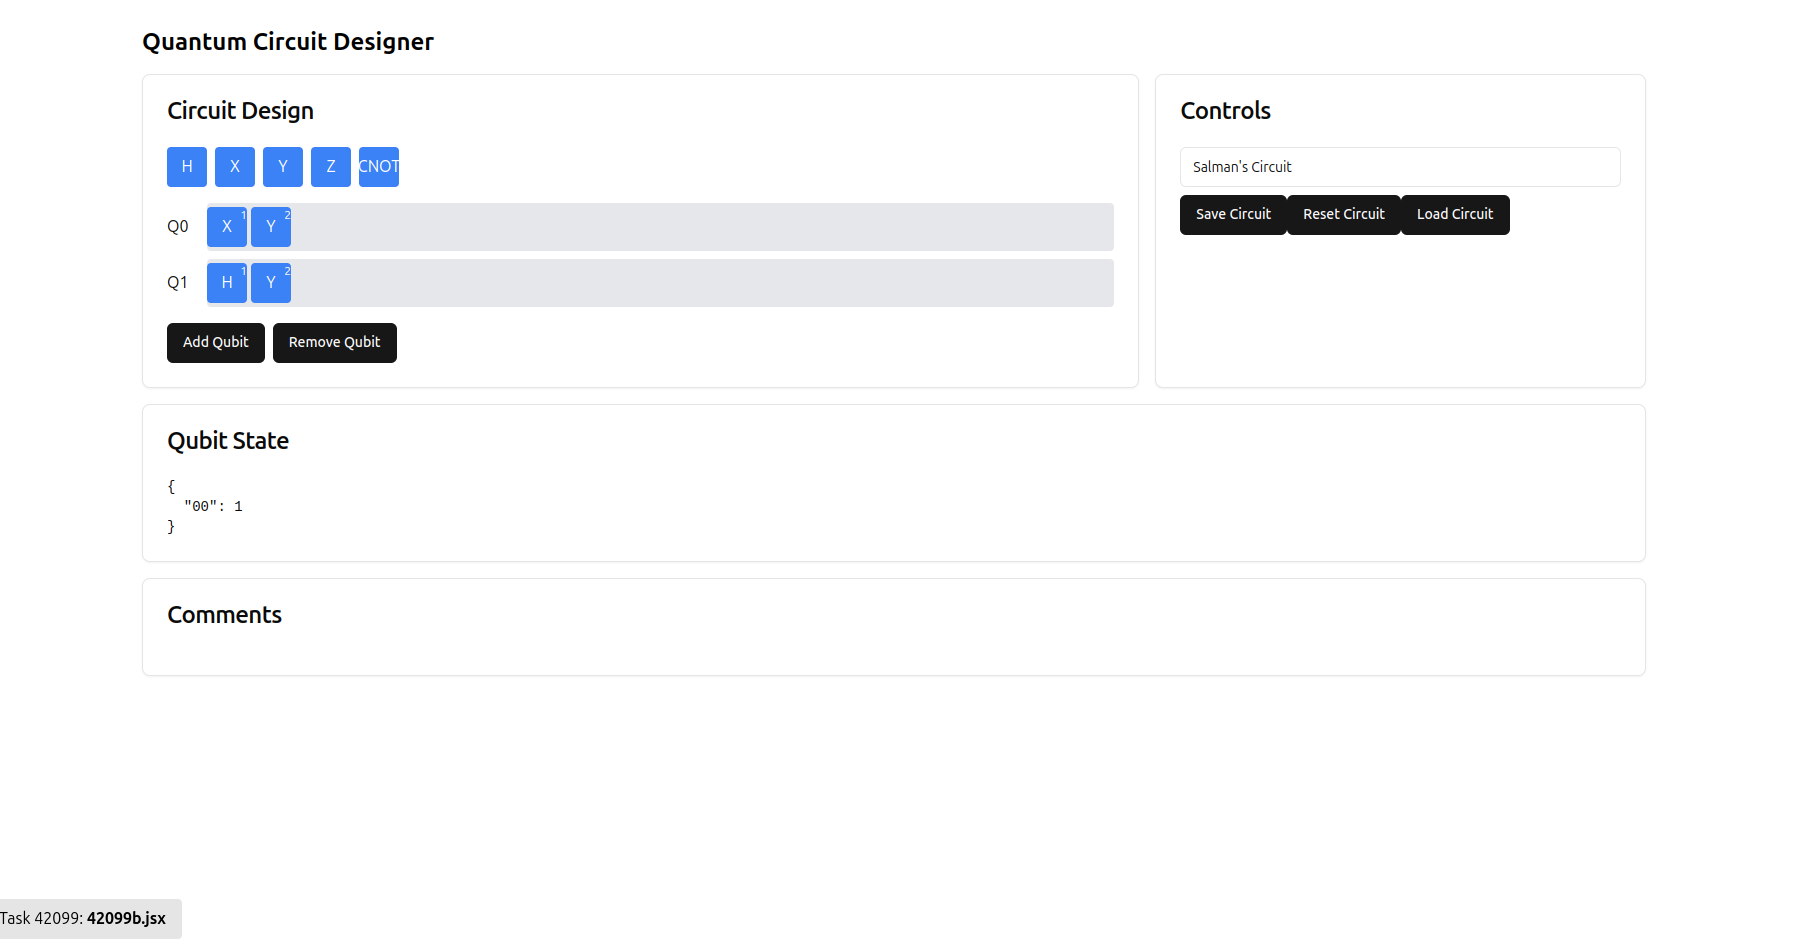 Quantum Circuit Designer
Circuit Design
H X Y Z CNOT
Q0 X 1 Y 2
Q1 H 1 Y 2
Add Qubit Remove Qubit
Controls
Salman's Circuit
Save Circuit Reset Circuit Load Circuit
Qubit State
{
"00": 1
}
Comments
Task 42099: 42099b.jsx